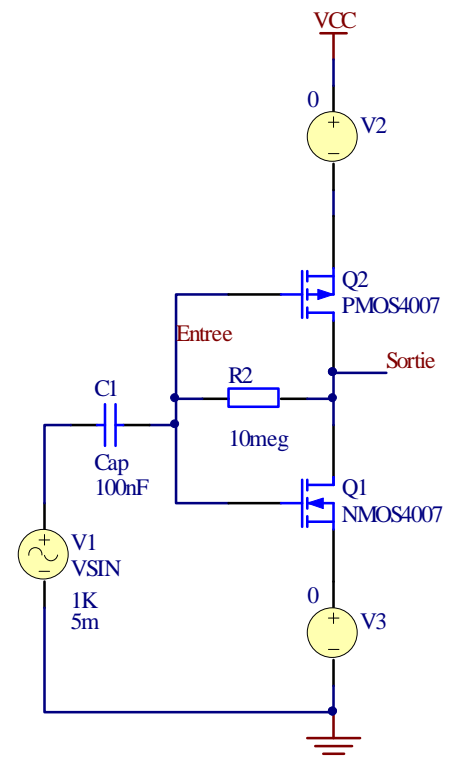 VCC
0
V2
Q2
PMOS4007
Entree
Sortie
R2
10meg
C1
Cap
100nF
Q1
NMOS4007
V1
VSIN
1K
5m
0
V3